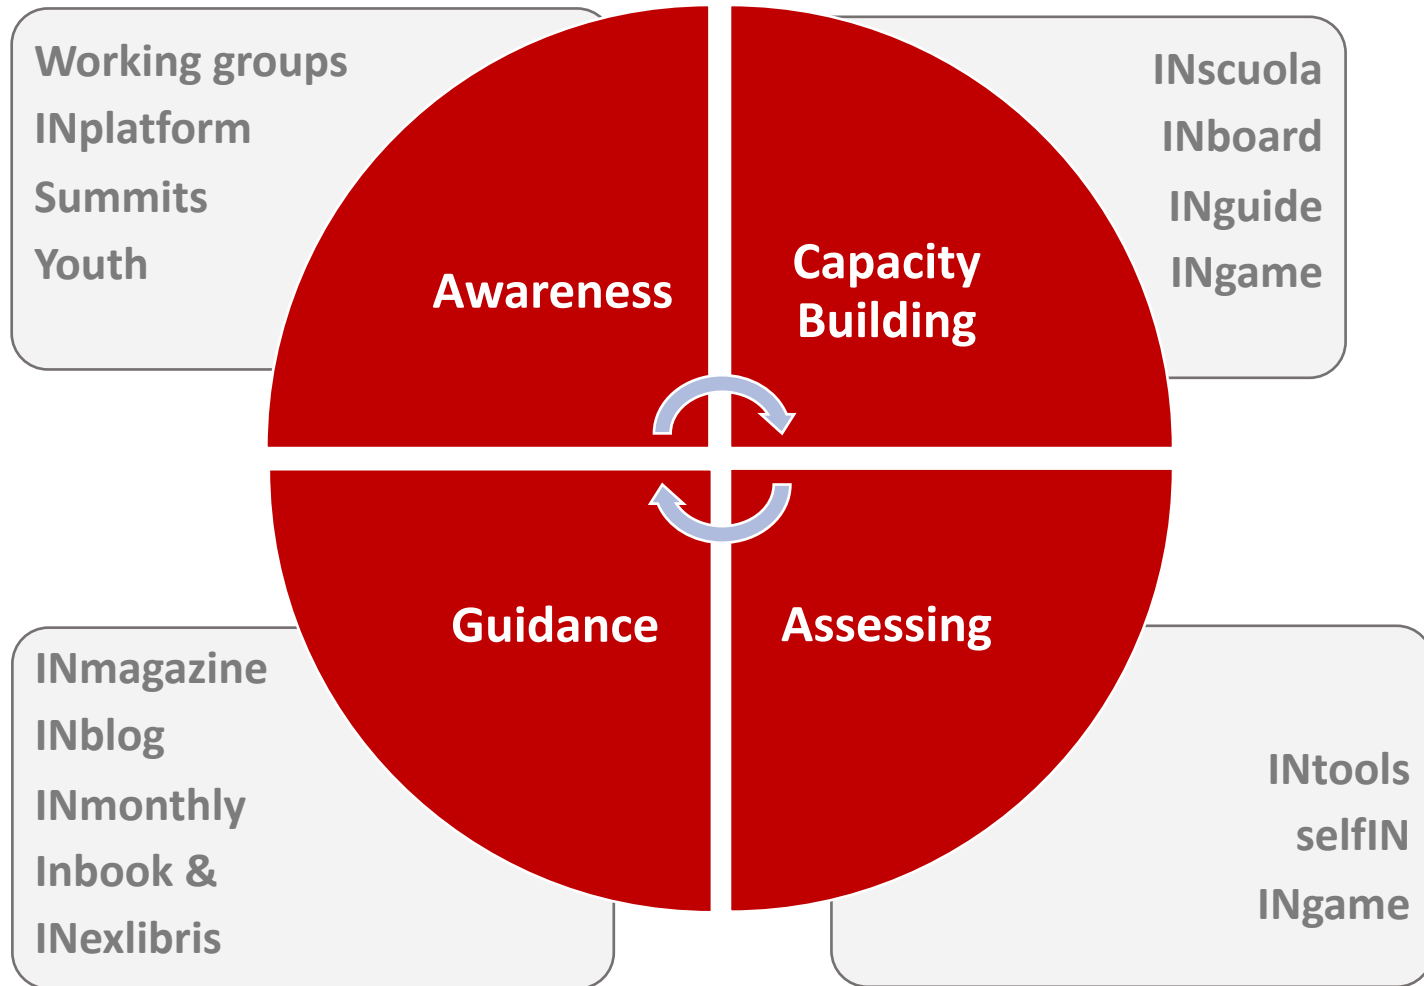 Working groups
INplatform
Summits
Youth
INscuola
INboard
INguide
INgame
Awareness
Capacity
Building
Guidance
Assessing
INmagazine
INblog
INmonthly
Inbook &
INexlibris
INtools
selfIN
INgame